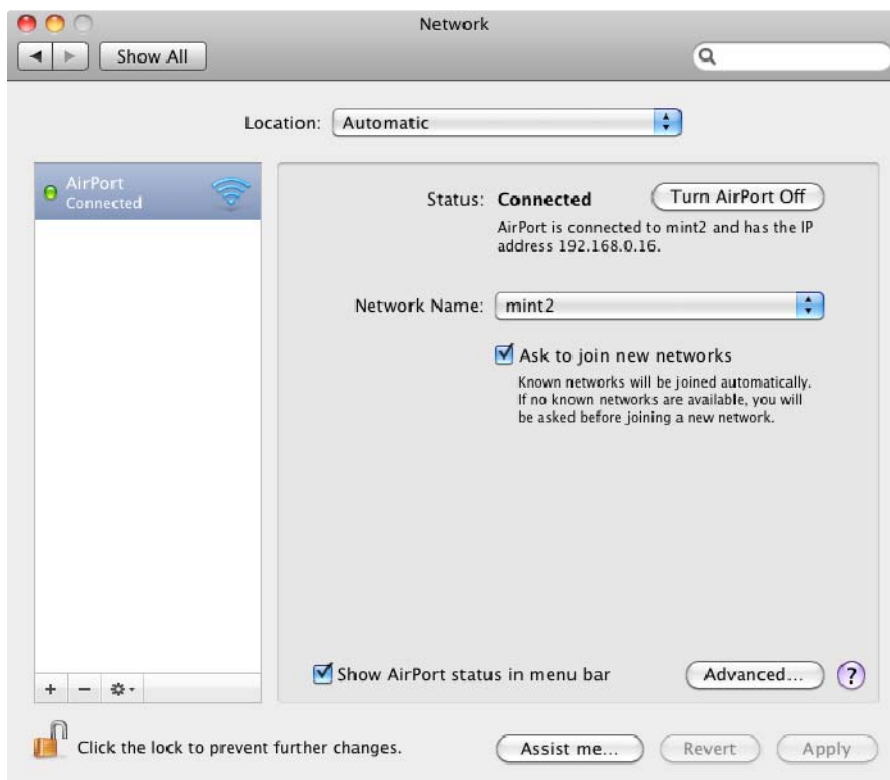 Network
Show All
Location: Automatic
AirPort
Connected
Status: Connected
Turn AirPort Off
AirPort is connected to mint2 and has the IP
address 192.168.0.16.
Network Name: mint2
Ask to join new networks
Known networks will be joined automatically.
If no known networks are available, you will
be asked before joining a new network.
Show AirPort status in menu bar
Advanced...
?
Click the lock to prevent further changes.
Assist me...
Revert
Apply